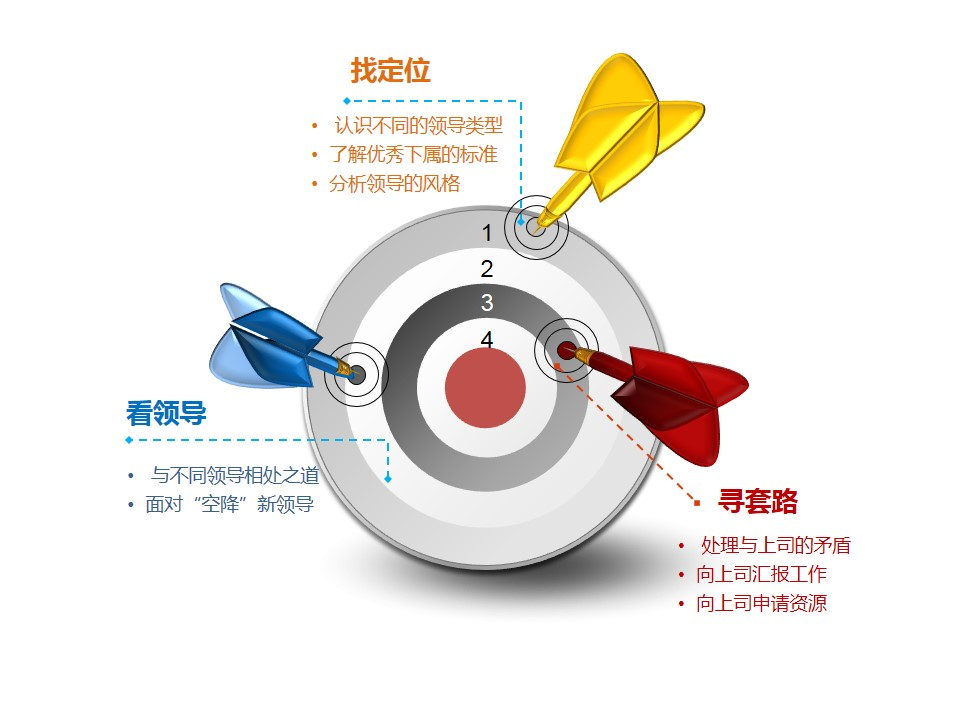 找定位
• 认识不同的领导类型
• 了解优秀下属的标准
• 分析领导的风格
1
2
3
4
看领导
• 与不同领导相处之道
• 面对“空降”新领导
寻套路
• 处理与上司的矛盾
• 向上司汇报工作
• 向上司申请资源